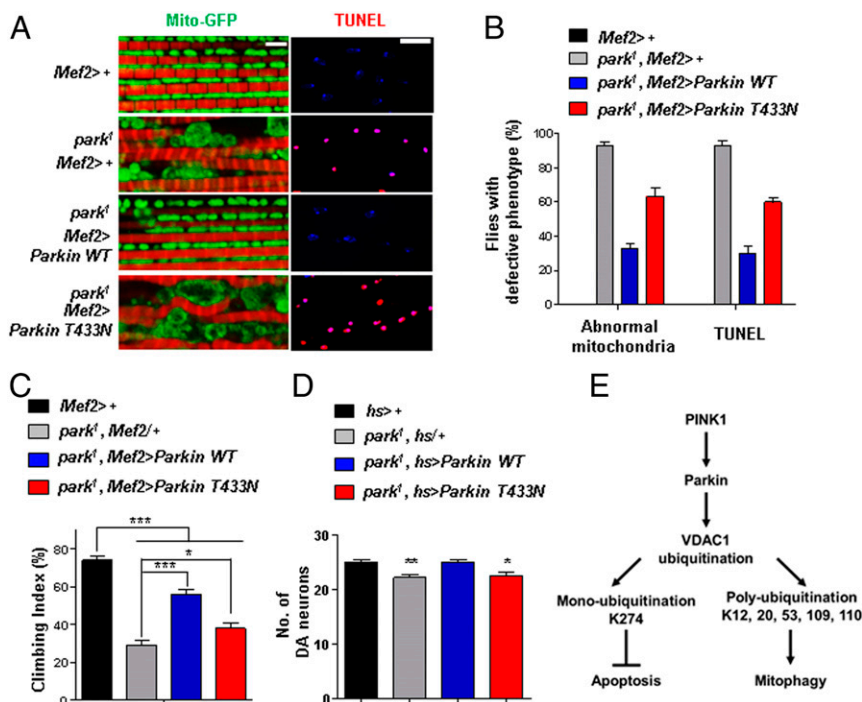 A
Mito-GFP
TUNEL
Mef2>+
park¹
Mef2>+
park¹
Mef2>
Parkin WT
park¹
Mef2>
Parkin T433N
B
Mef2>+
park¹, Mef2>+
park¹, Mef2>Parkin WT
park¹, Mef2>Parkin T433N
Flies with
defective phenotype (%)
100
80
60
40
20
0
Abnormal
mitochondria
TUNEL
C
Mef2>+
park¹, Mef2/+
park¹, Mef2>Parkin WT
park¹, Mef2>Parkin T433N
Climbing Index (%)
80
60
40
20
0
***
*
***
D
hs>+
park¹, hs/+
park¹, hs>Parkin WT
park¹, hs>Parkin T433N
No. of
DA neurons
30
20
10
0
**
*
E
PINK1
Parkin
VDAC1
ubiquitination
Mono-ubiquitination
K274
Poly-ubiquitination
K12, 20, 53, 109, 110
Apoptosis
Mitophagy